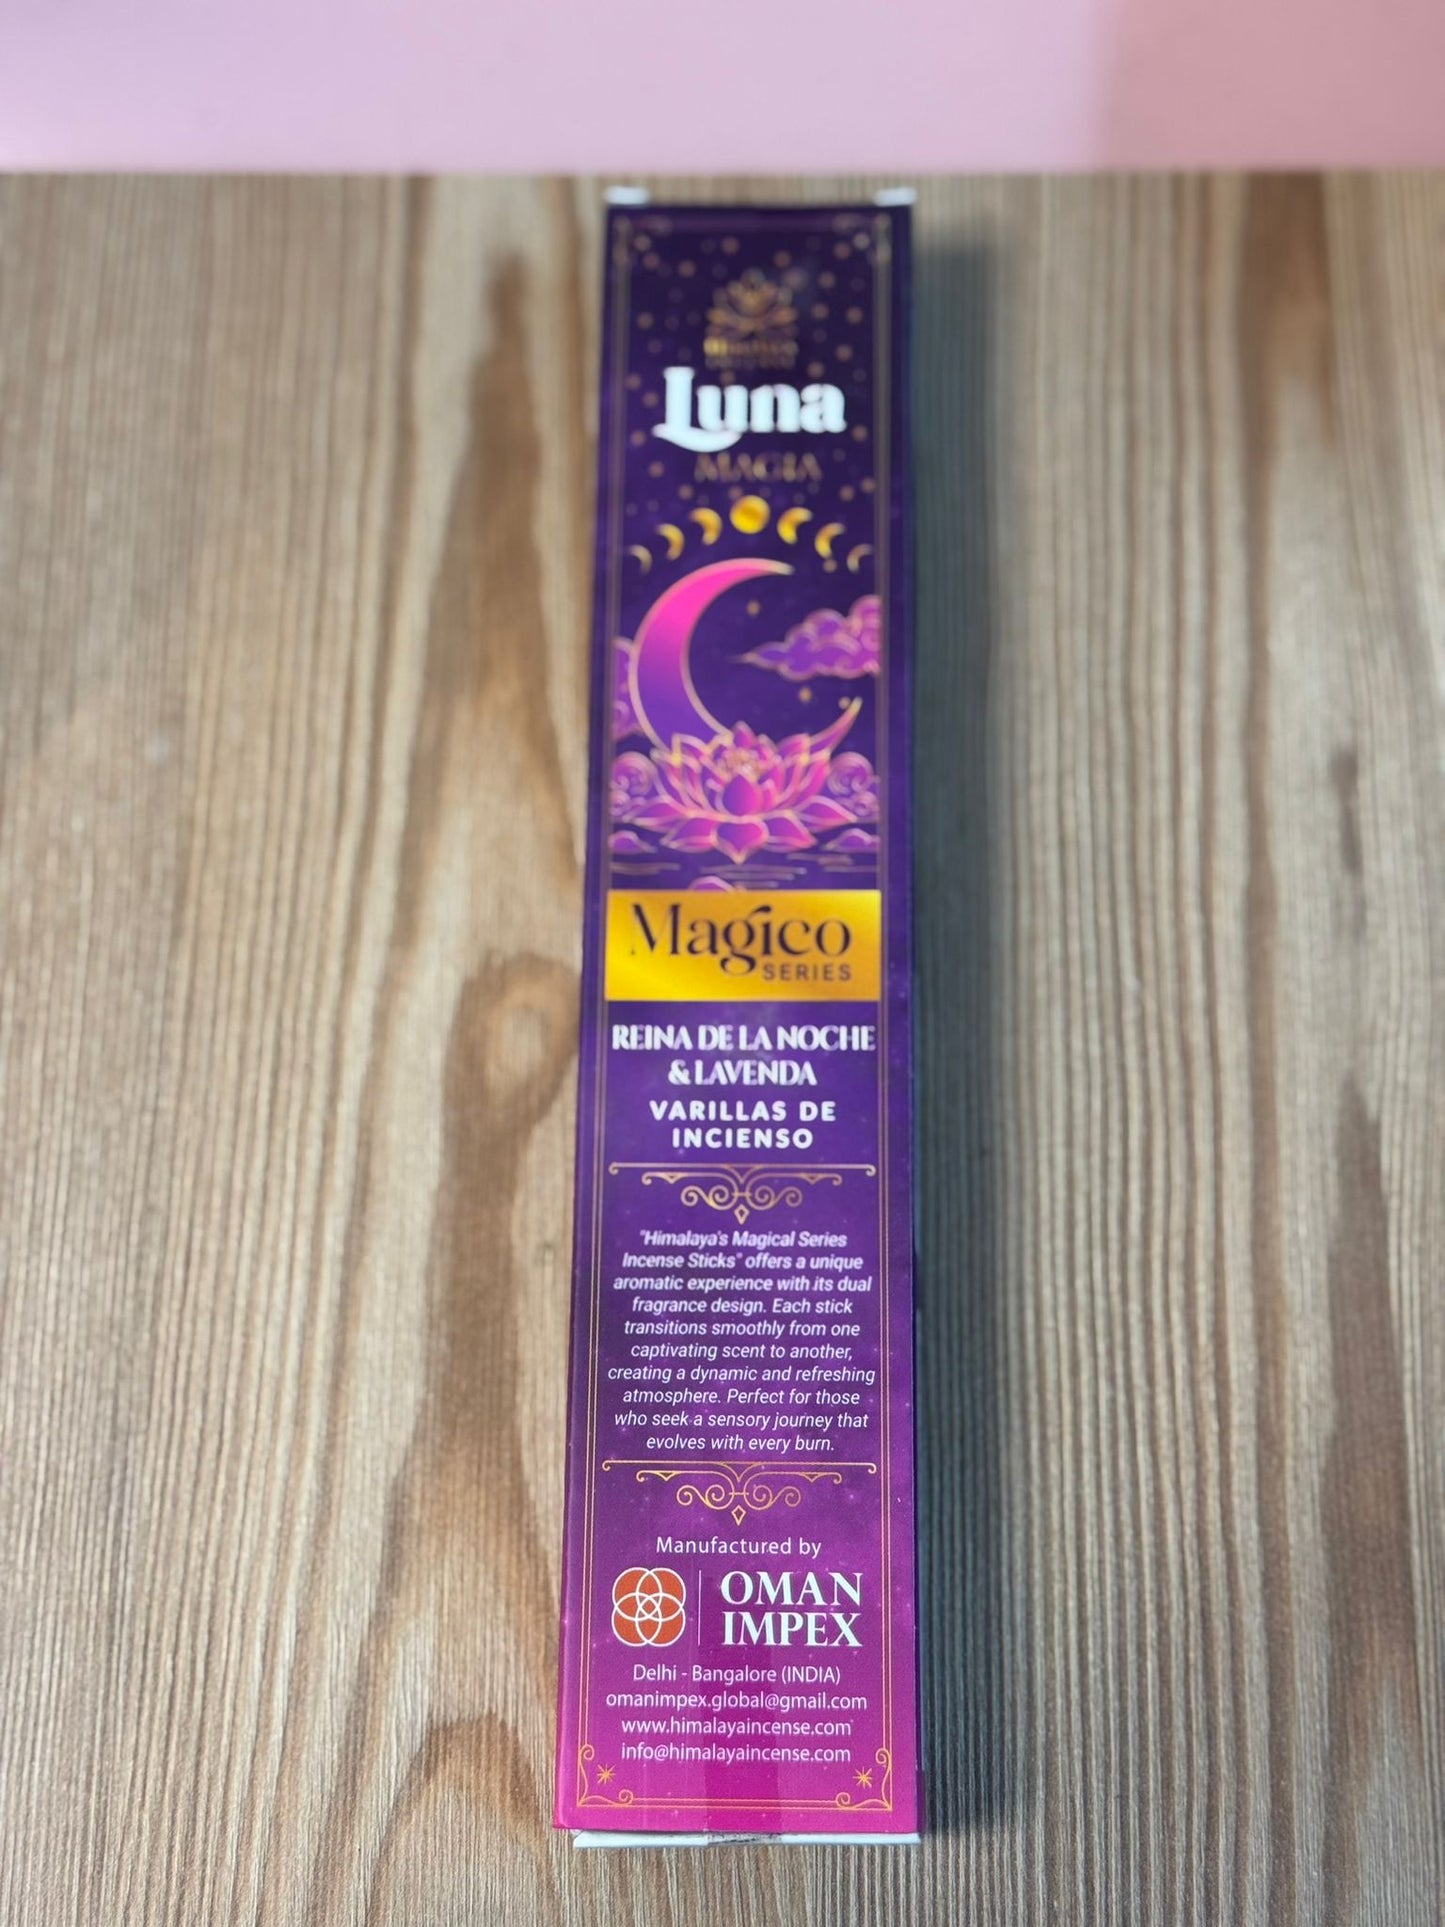 Luna
MAGIA
Magico
SERIES
REINA DE LA NOCHE
& LAVENDA
VARILLAS DE
INCIENSO
"Himalaya's Magical Series
Incense Sticks" offers a unique
aromatic experience with its dual
fragrance design. Each stick
transitions smoothly from one
captivating scent to another,
creating a dynamic and refreshing
atmosphere. Perfect for those
who seek a sensory journey that
evolves with every burn.
Manufactured by
OMAN
IMPEX
Delhi - Bangalore (INDIA)
omanimpex.global@gmail.com
www.himalayaincense.com
info@himalayaincense.com